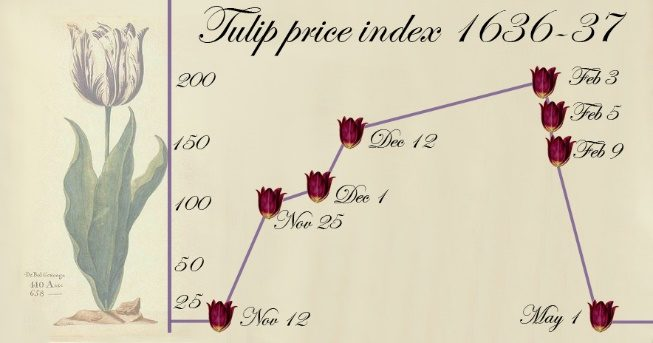 Tulip price index 1636-37
200
150
100
50
25
Feb 3
Feb 5
Feb 9
Dec 12
Dec 1
Nov 25
Nov 12
May 1